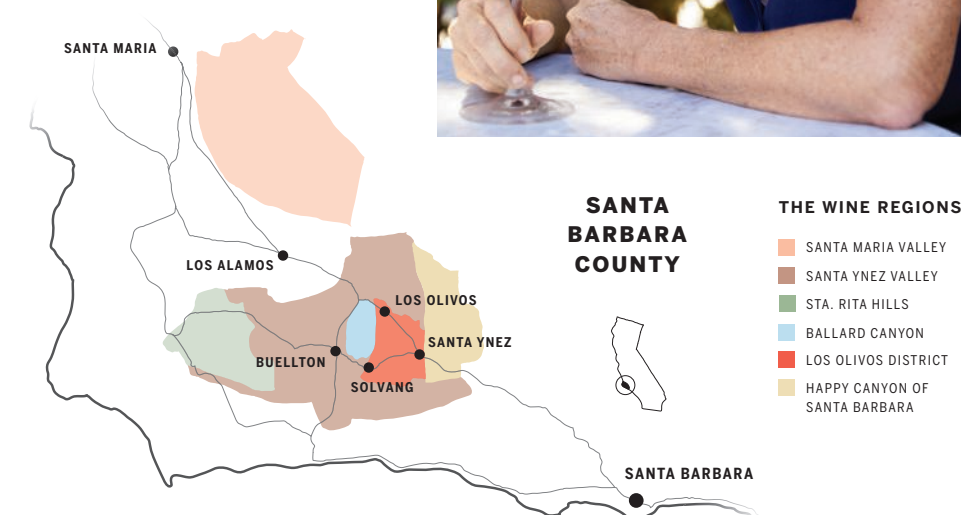 SANTA MARIA
LOS ALAMOS
LOS OLIVOS
SANTA YNEZ
BUELLTON
SOLVANG
SANTA BARBARA
SANTA
BARBARA
COUNTY
THE WINE REGIONS
SANTA MARIA VALLEY
SANTA YNEZ VALLEY
STA. RITA HILLS
BALLARD CANYON
LOS OLIVOS DISTRICT
HAPPY CANYON OF
SANTA BARBARA